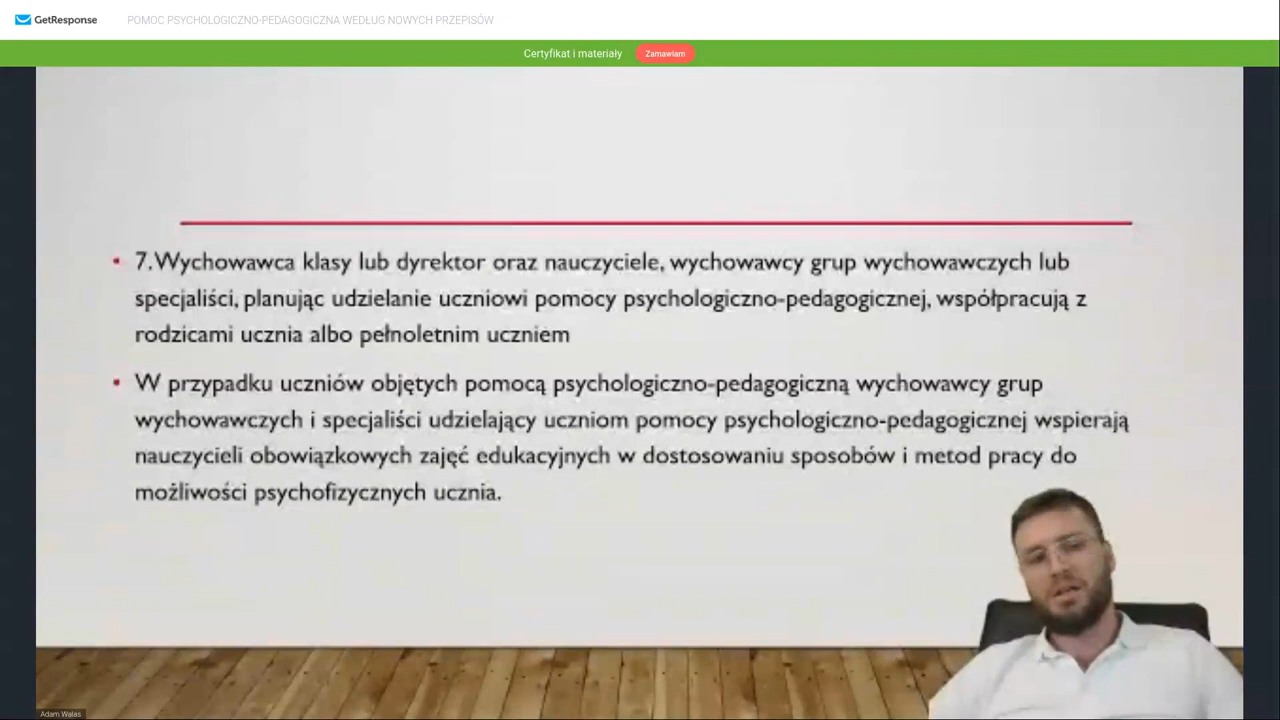 GetResponse
POMOC PSYCHOLOGICZNO-PEDAGOGICZNA WEDŁUG NOWYCH PRZEPISÓW
Certyfikat i materiały
Zamawiam
• 7.Wychowawca klasy lub dyrektor oraz nauczyciele, wychowawcy grup wychowawczych lub
specjaliści, planując udzielanie uczniowi pomocy psychologiczno-pedagogicznej, współpracują z
rodzicami ucznia albo pełnoletnim uczniem
• W przypadku uczniów objętych pomocą psychologiczno-pedagogiczną wychowawcy grup
wychowawczych i specjaliści udzielający uczniom pomocy psychologiczno-pedagogicznej wspierają
nauczycieli obowiązkowych zajęć edukacyjnych w dostosowaniu sposobów i metod pracy do
możliwości psychofizycznych ucznia.
Adam Walas